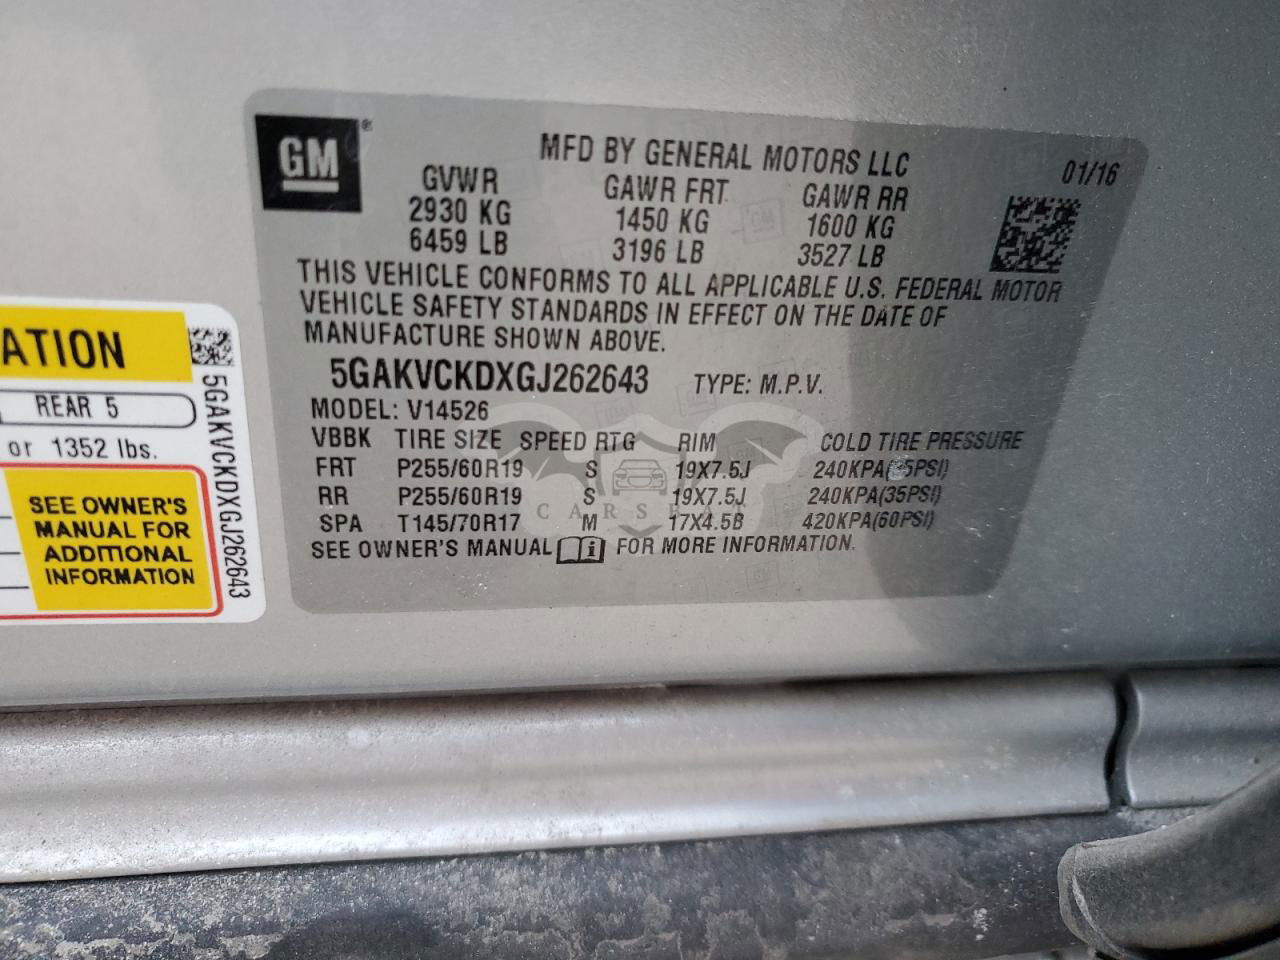 GM®
MFD BY GENERAL MOTORS LLC
01/16
GVWR GAWR FRT. GAWR RR
2930 KG 1450 KG 1600 KG
6459 LB 3196 LB 3527 LB
THIS VEHICLE CONFORMS TO ALL APPLICABLE U.S. FEDERAL MOTOR
VEHICLE SAFETY STANDARDS IN EFFECT ON THE DATE OF
MANUFACTURE SHOWN ABOVE.
5GAKVCKDXGJ262643 TYPE: M.P.V.
MODEL: V14526
VBBK TIRE SIZE SPEED RTG RIM COLD TIRE PRESSURE
FRT P255/60R19 S 19X7.5J 240KPA(35PSI)
RR P255/60R19 S 19X7.5J 240KPA(35PSI)
SPA T145/70R17 M 17X4.5B 420KPA(60PSI)
SEE OWNER'S MANUAL i FOR MORE INFORMATION.
ATION
REAR 5
or 1352 lbs.
SEE OWNER'S
MANUAL FOR
ADDITIONAL
INFORMATION
5GAKVCKDXGJ262643